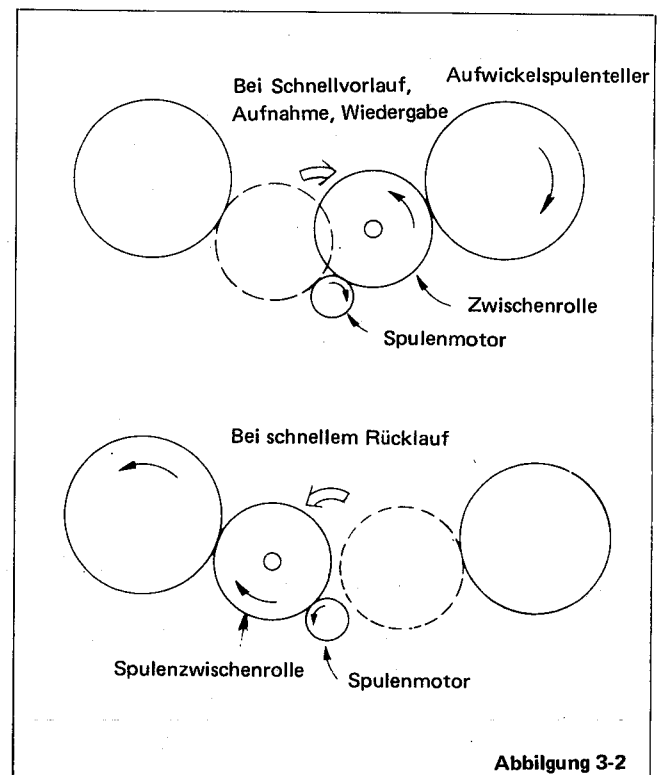 Aufwickelspulenteller
Bei Schnellvorlauf,
Aufnahme, Wiedergabe
Zwischenrolle
Spulenmotor
Bei schnellem Rücklauf
Spulenzwischenrolle
Spulenmotor
Abbilgung 3-2